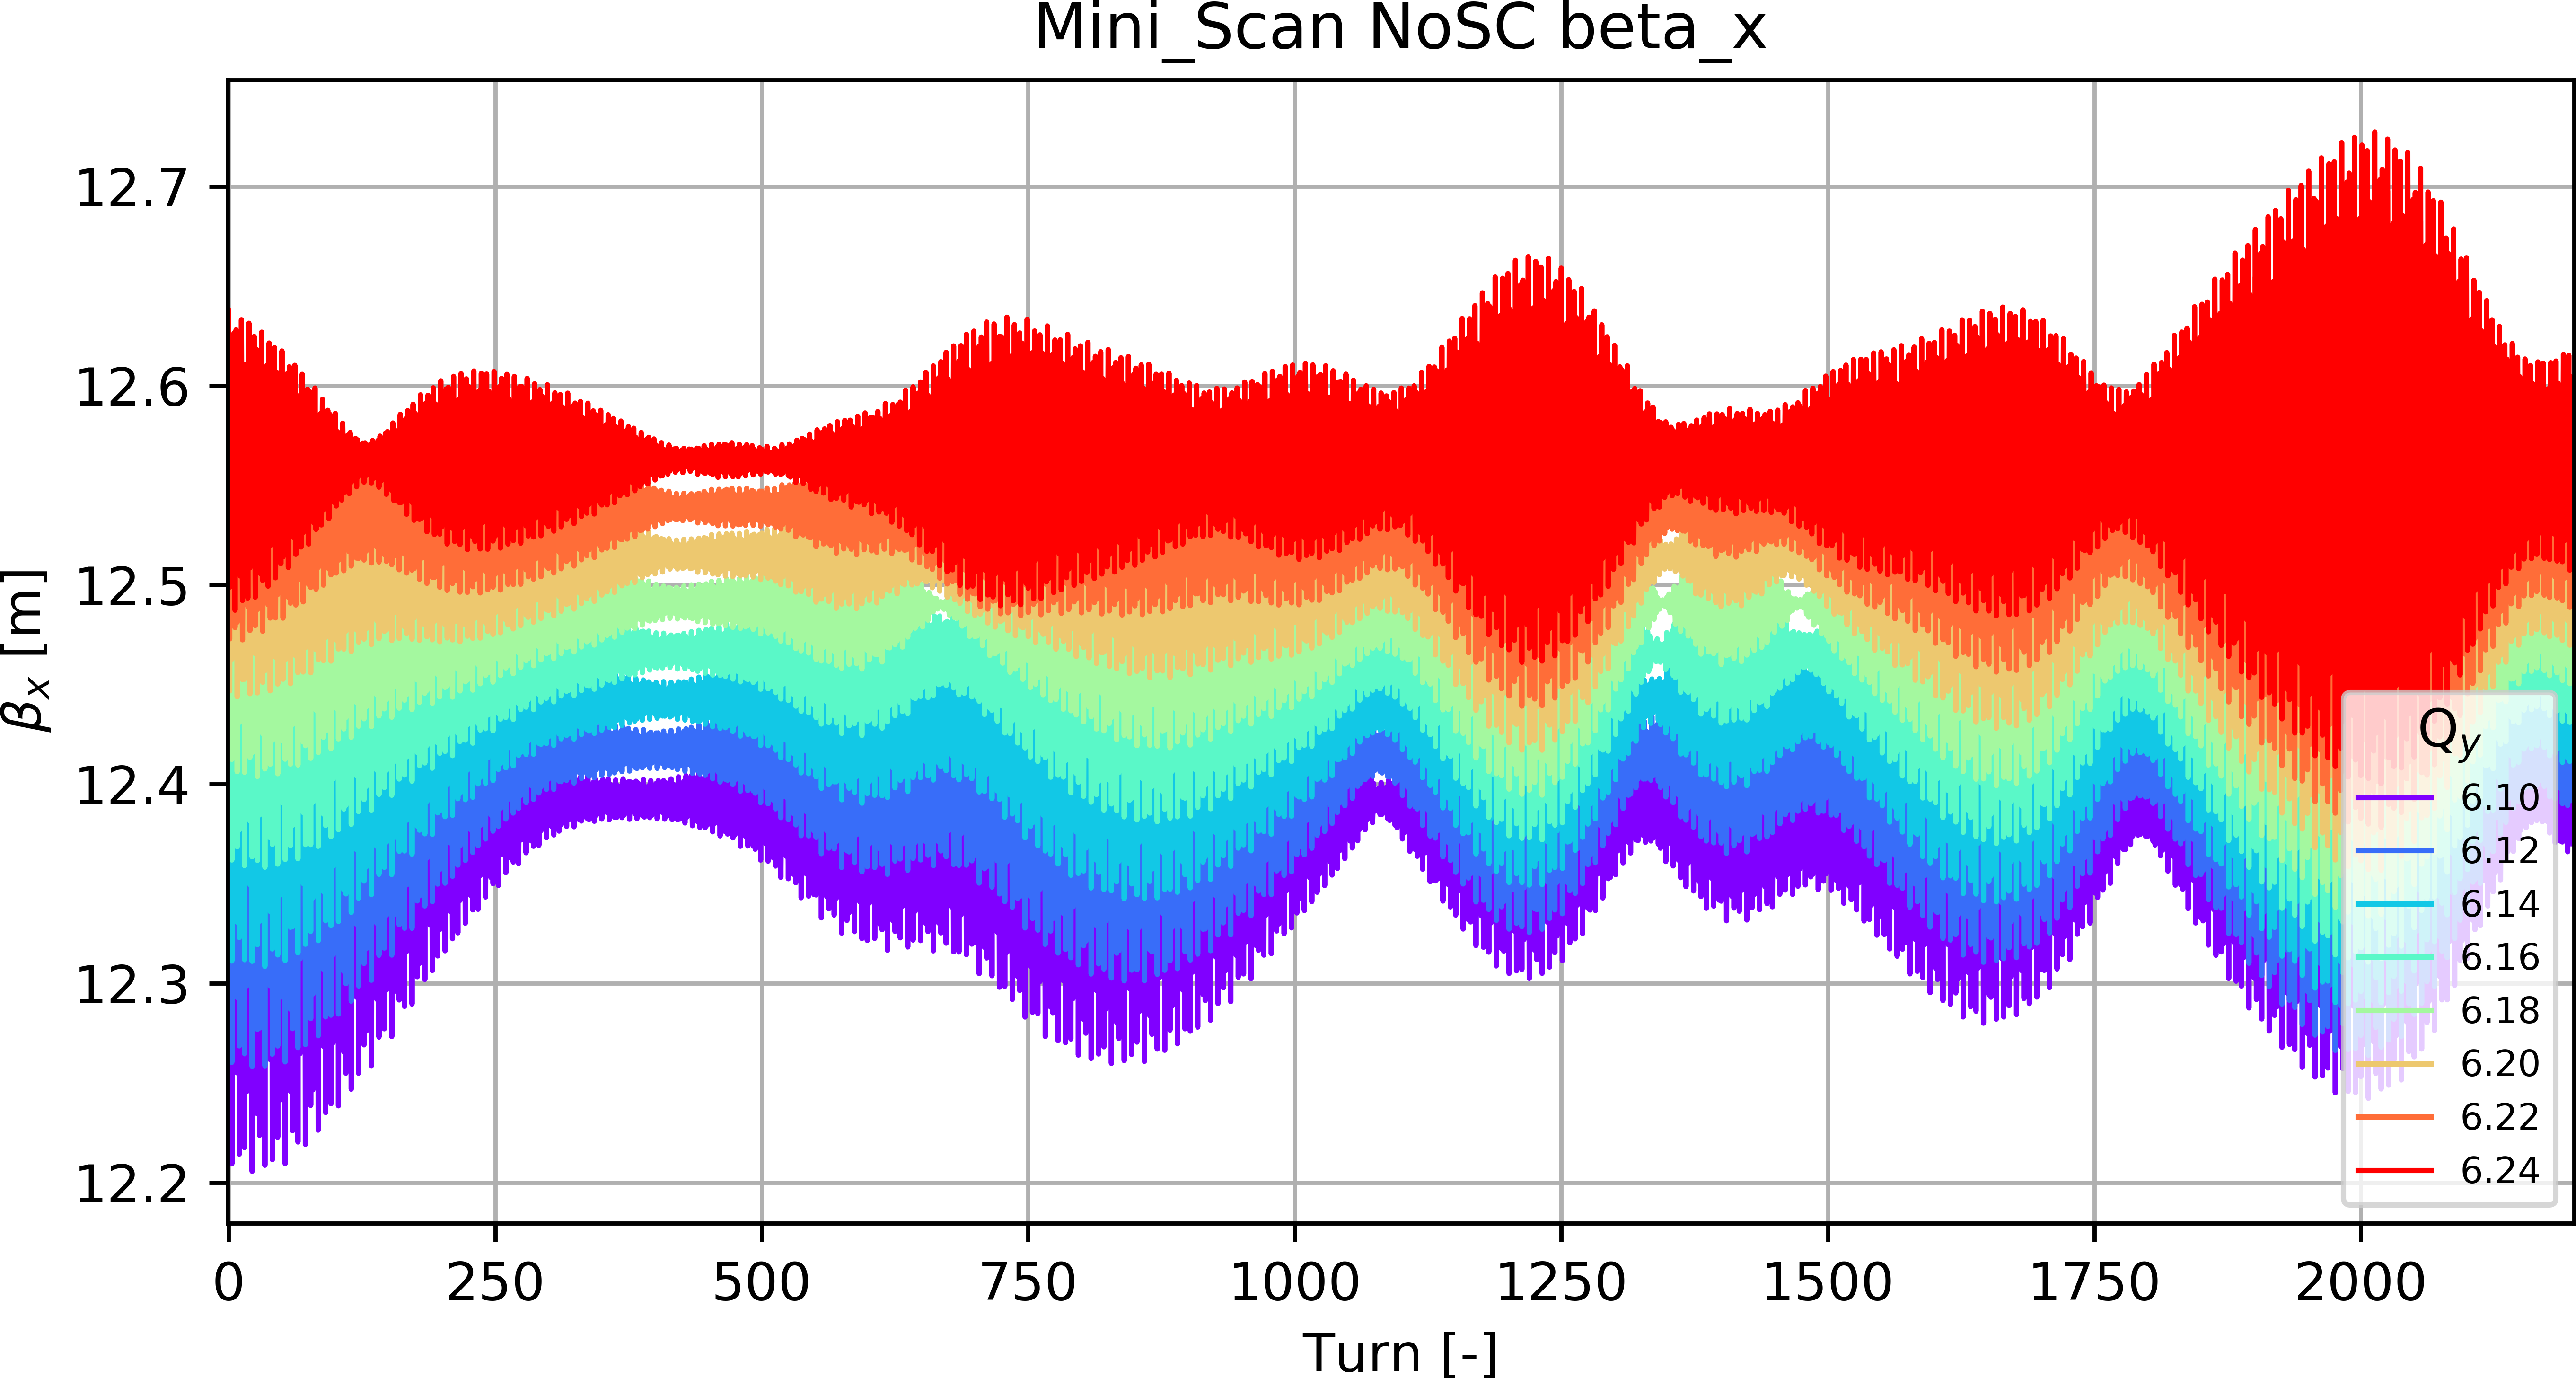 Mini_Scan NoSC beta_x
12.7
12.6
12.5
12.4
12.3
12.2
βx [m]
0 250 500 750 1000 1250 1500 1750 2000
Turn [-]
Qy
6.10
6.12
6.14
6.16
6.18
6.20
6.22
6.24